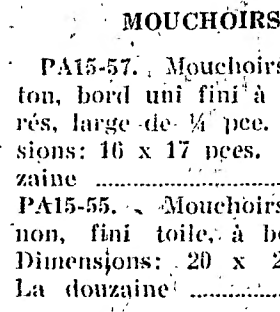 MOUCHOIRS
PA15-57. Mouchoirs
ton, bord uni fini à
rés, large de ¼ pce.
sions: 16 x 17 pces.
zaine
PA15-55. Mouchoirs
non, fini toile, à b
Dimensions: 20 x 2
La douzaine